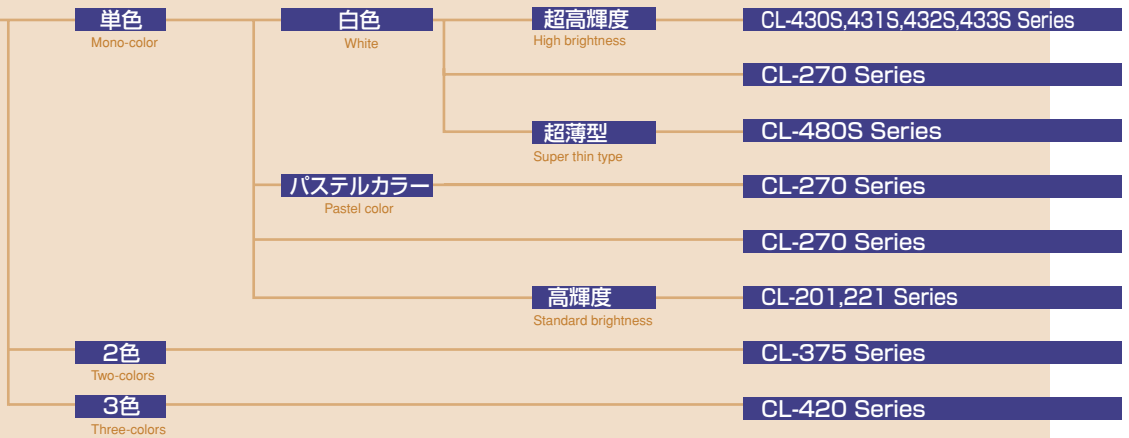 単色
Mono-color
白色
White
超高輝度
High brightness
CL-430S,431S,432S,433S Series
CL-270 Series
超薄型
Super thin type
CL-480S Series
パステルカラー
Pastel color
CL-270 Series
CL-270 Series
高輝度
Standard brightness
CL-201,221 Series
2色
Two-colors
CL-375 Series
3色
Three-colors
CL-420 Series